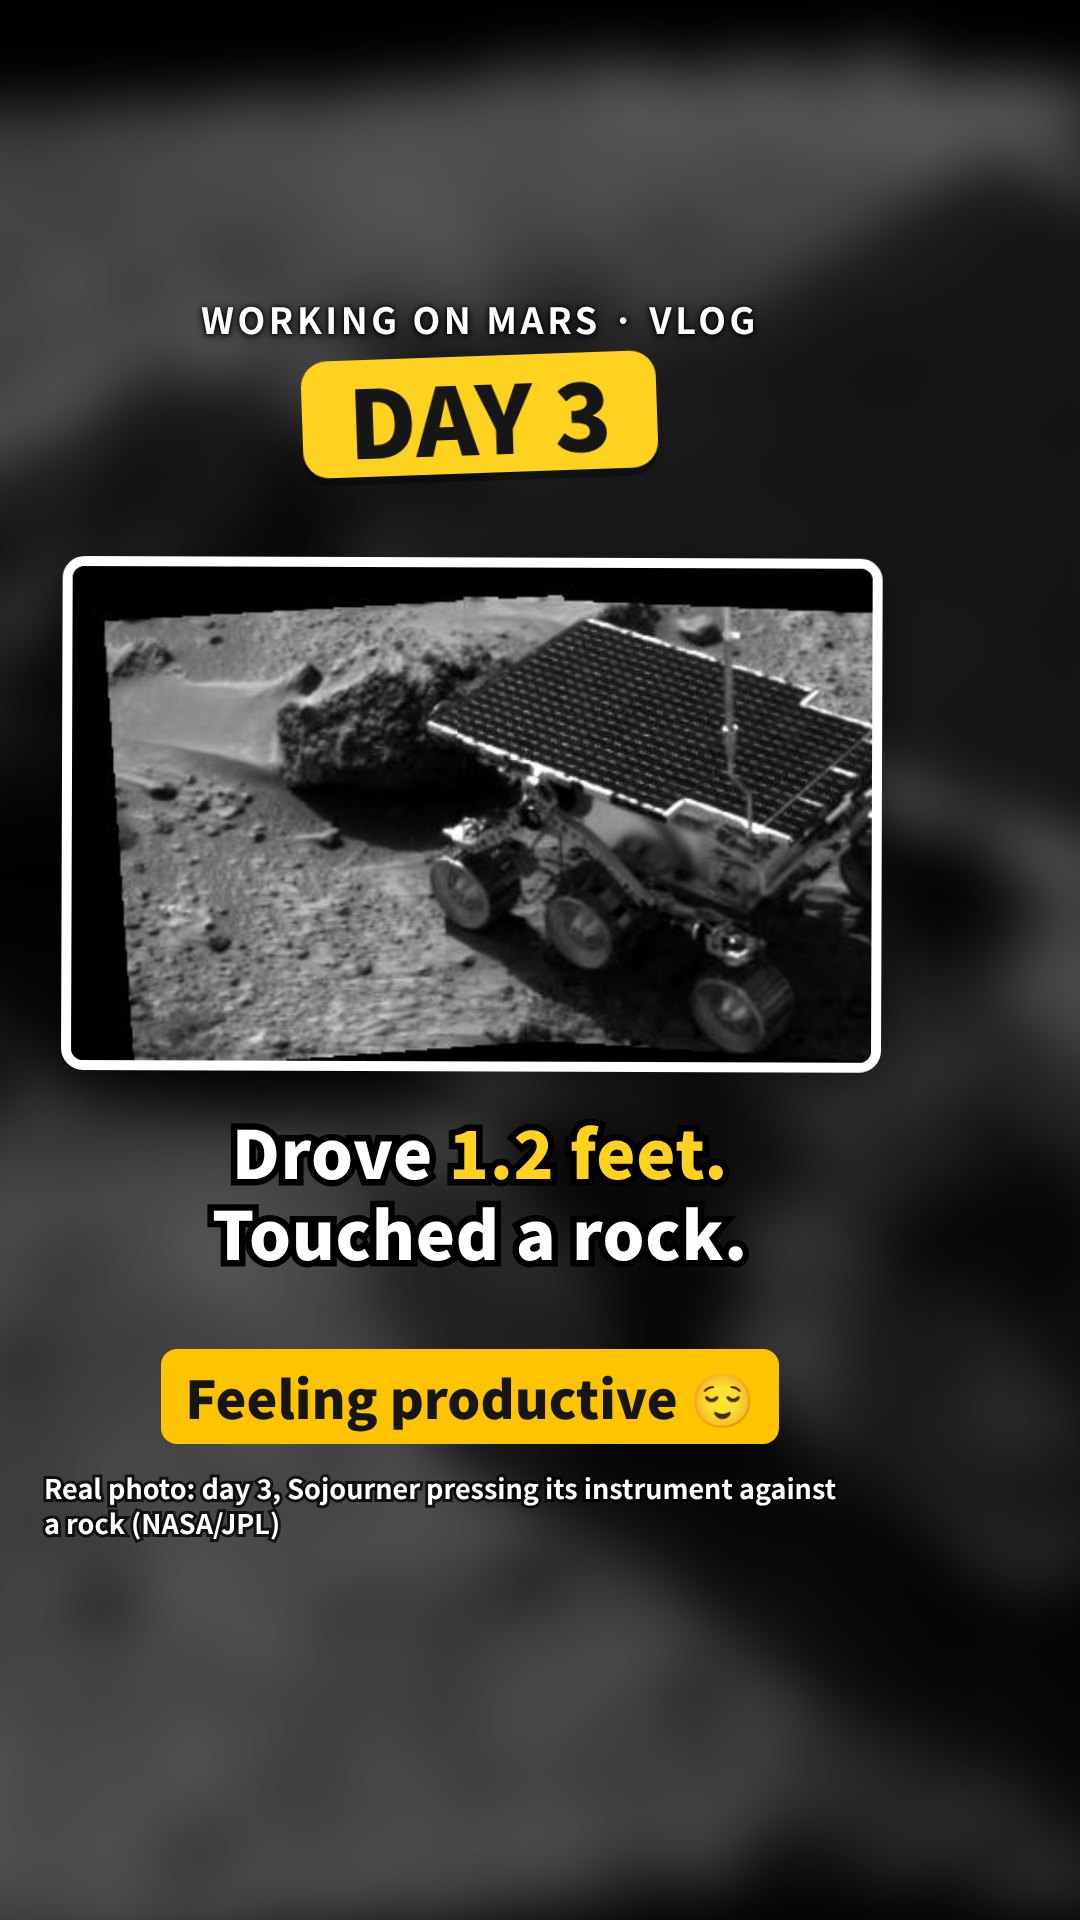 WORKING ON MARS · VLOG
DAY 3
Drove 1.2 feet.
Touched a rock.
Feeling productive 😌
Real photo: day 3, Sojourner pressing its instrument against
a rock (NASA/JPL)